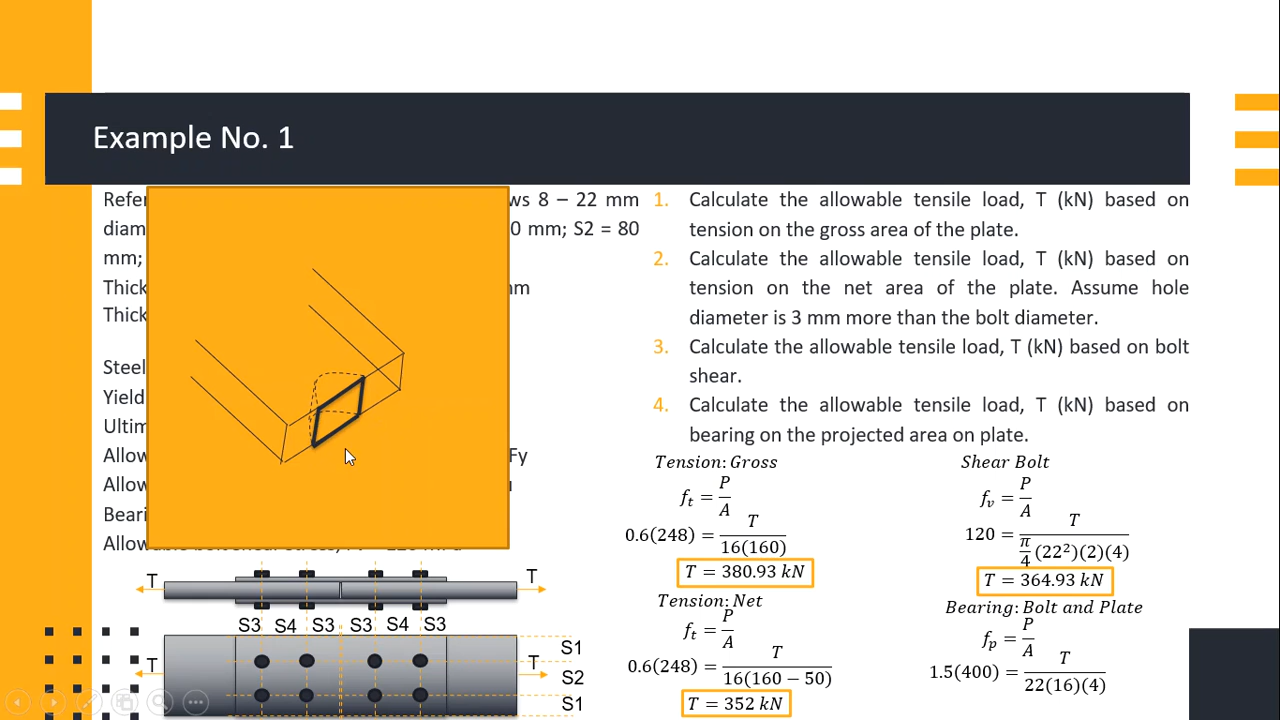 Example No. 1
Refer
ws 8 – 22 mm
diam
0 mm; S2 = 80
mm;
Thick
nm
Thick
Steel
Yield
Ultim
Allow
Fy
Allow
Beari
1. Calculate the allowable tensile load, T (kN) based on
tension on the gross area of the plate.
2. Calculate the allowable tensile load, T (kN) based on
tension on the net area of the plate. Assume hole
diameter is 3 mm more than the bolt diameter.
3. Calculate the allowable tensile load, T (kN) based on bolt
shear.
4. Calculate the allowable tensile load, T (kN) based on
bearing on the projected area on plate.
Tension: Gross
f_t = P/A
0.6(248) = T/16(160)
T = 380.93 kN
Tension: Net
f_t = P/A
0.6(248) = T/16(160 − 50)
T = 352 kN
Shear Bolt
f_v = P/A
120 = T/(π/4 (22²)(2)(4))
T = 364.93 kN
Bearing: Bolt and Plate
f_p = P/A
1.5(400) = T/22(16)(4)
T
T
S3 S4 S3 S3 S4 S3
T
T
S1
S2
S1